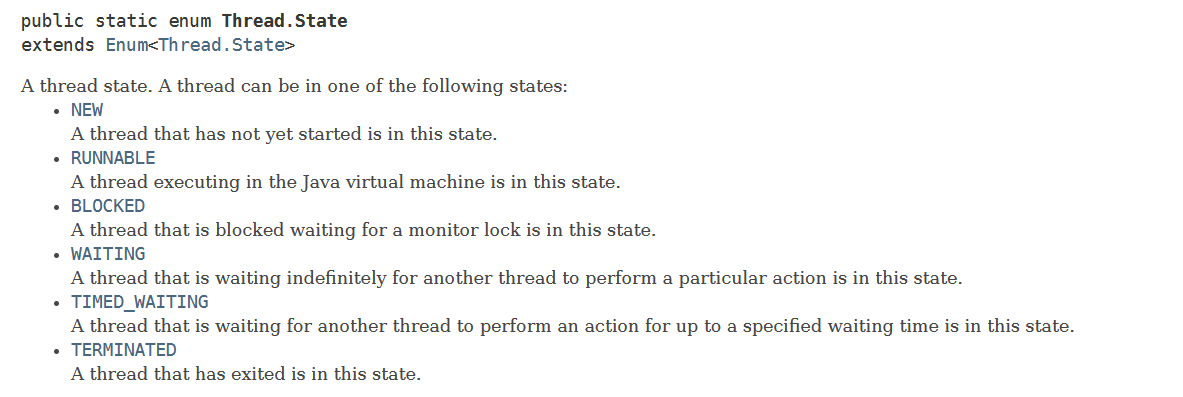 public static enum Thread.State
extends Enum<Thread.State>
A thread state. A thread can be in one of the following states:
• NEW
A thread that has not yet started is in this state.
• RUNNABLE
A thread executing in the Java virtual machine is in this state.
• BLOCKED
A thread that is blocked waiting for a monitor lock is in this state.
• WAITING
A thread that is waiting indefinitely for another thread to perform a particular action is in this state.
• TIMED_WAITING
A thread that is waiting for another thread to perform an action for up to a specified waiting time is in this state.
• TERMINATED
A thread that has exited is in this state.